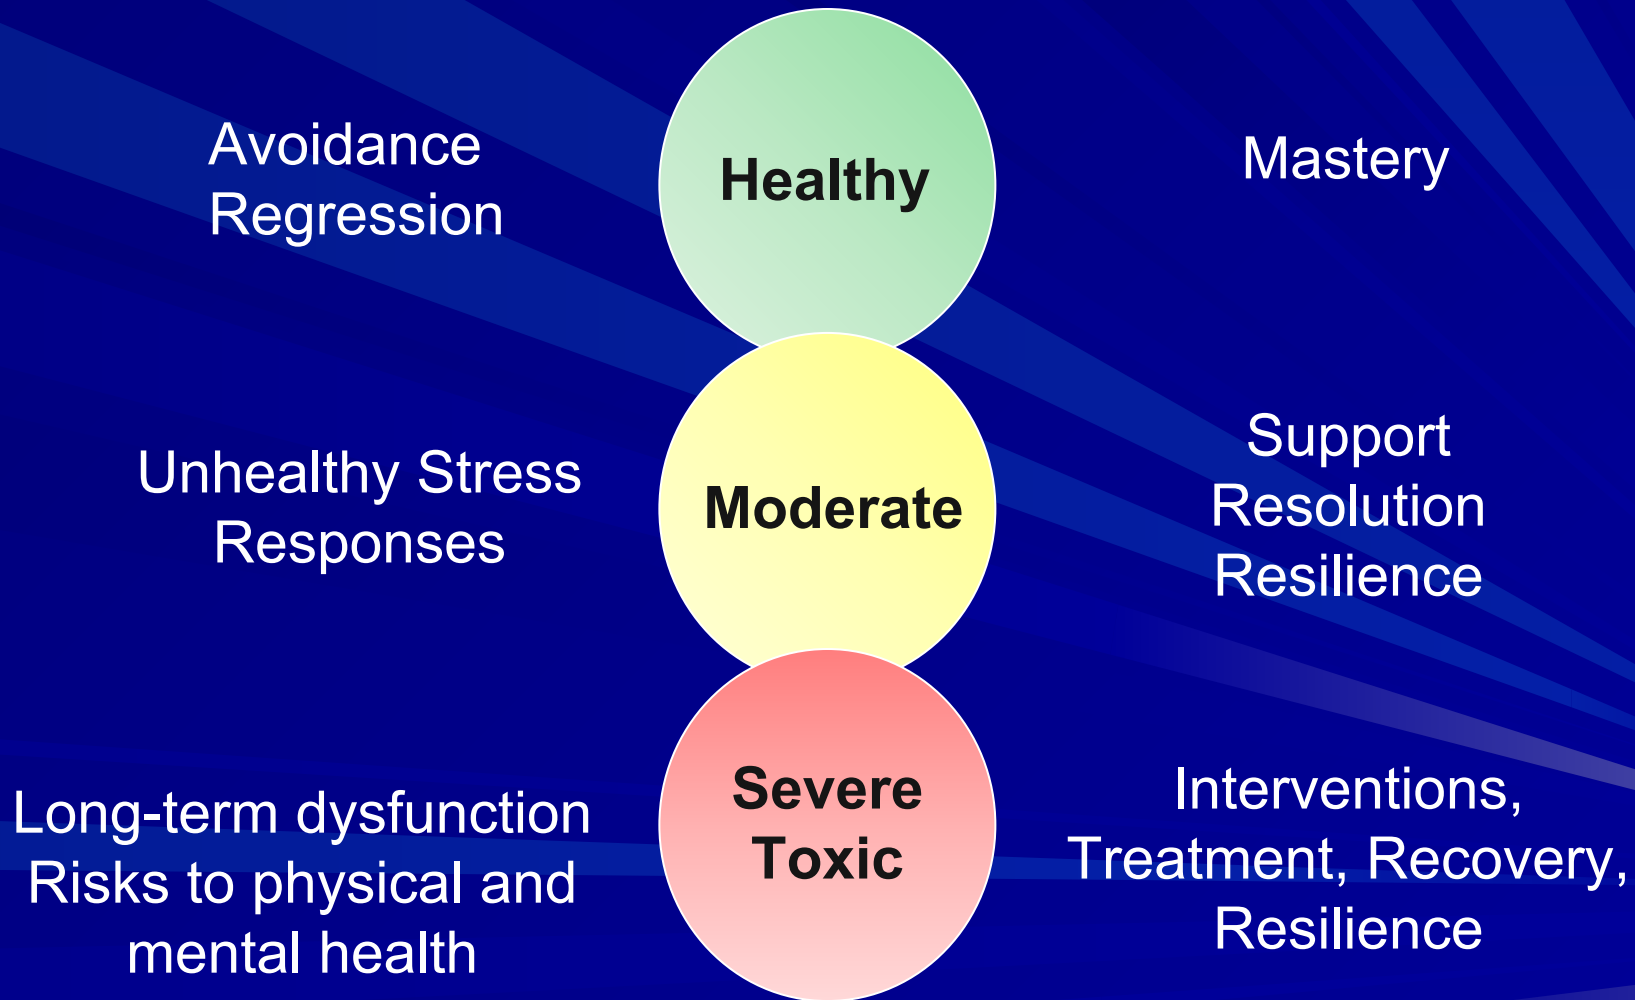 Avoidance
Regression
Healthy
Mastery
Unhealthy Stress
Responses
Moderate
Support
Resolution
Resilience
Long-term dysfunction
Risks to physical and
mental health
Severe
Toxic
Interventions,
Treatment, Recovery,
Resilience